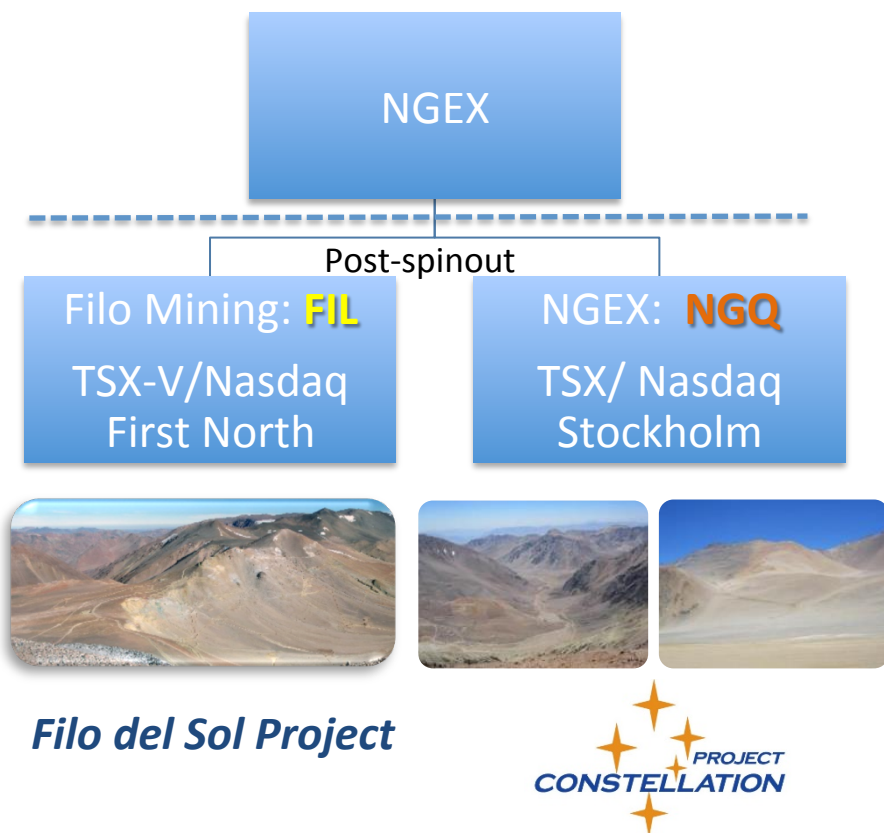 NGEX
Post-spinout
Filo Mining: FIL
TSX-V/Nasdaq
First North
NGEX: NGQ
TSX/ Nasdaq
Stockholm
Filo del Sol Project
PROJECT
CONSTELLATION